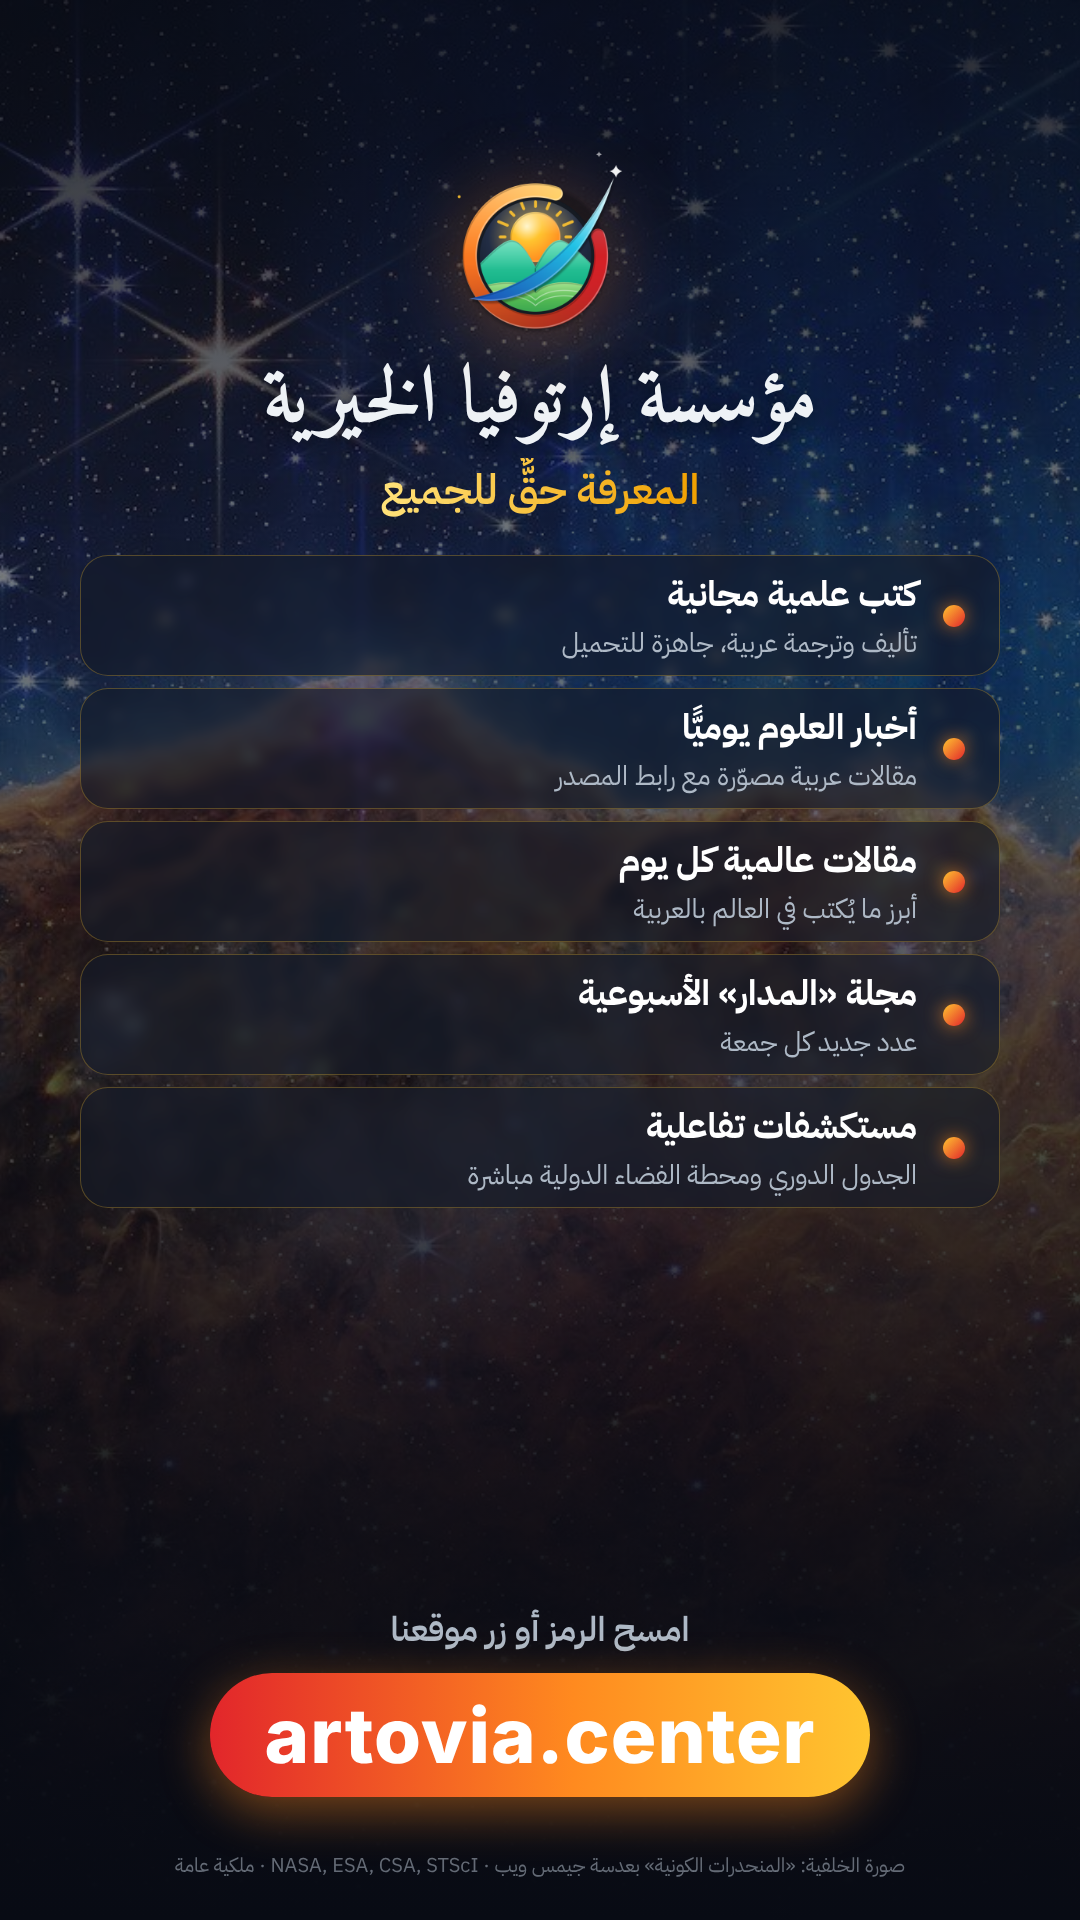 مؤسسة إرتوفيا الخيرية
المعرفة حقٌّ للجميع
كتب علمية مجانية
تأليف وترجمة عربية، جاهزة للتحميل
أخبار العلوم يوميًّا
مقالات عربية مصوّرة مع رابط المصدر
مقالات عالمية كل يوم
أبرز ما يُكتب في العالم بالعربية
مجلة «المدار» الأسبوعية
عدد جديد كل جمعة
مستكشفات تفاعلية
الجدول الدوري ومحطة الفضاء الدولية مباشرة
امسح الرمز أو زر موقعنا
artovia.center
صورة الخلفية: «المنحدرات الكونية» بعدسة جيمس ويب · NASA, ESA, CSA, STScI · ملكية عامة